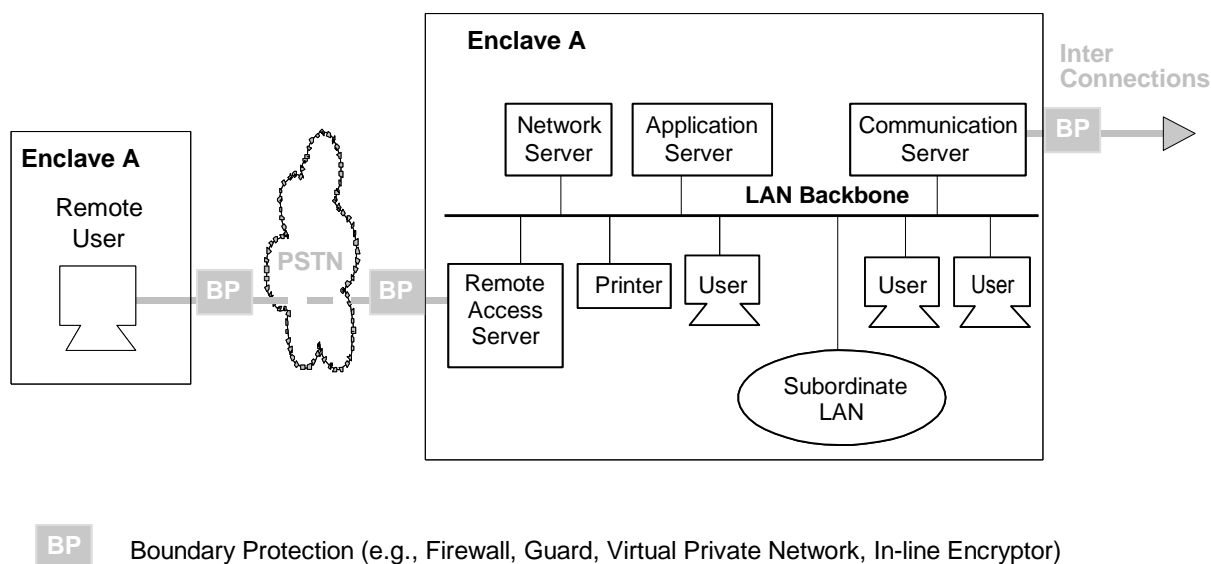 Enclave A
Inter
Connections
Network
Server
Application
Server
Communication
Server
BP
Enclave A
LAN Backbone
Remote
User
PSTN
BP
BP
Remote
Access
Server
Printer
User
User
User
Subordinate
LAN
BP
Boundary Protection (e.g., Firewall, Guard, Virtual Private Network, In-line Encryptor)